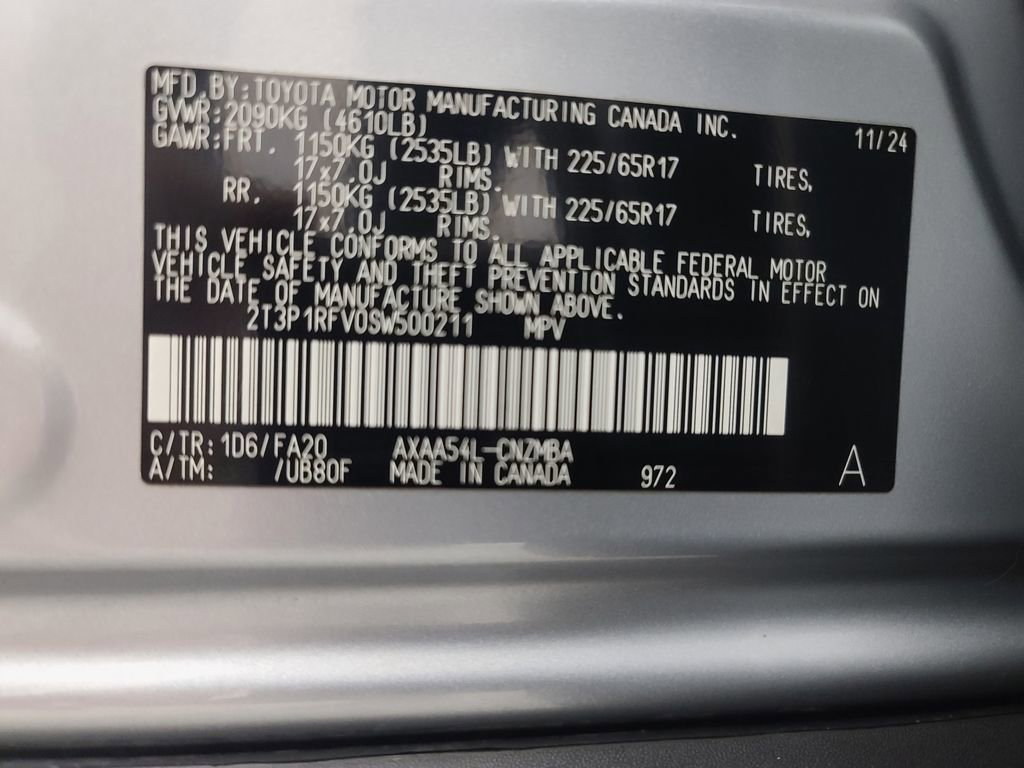 MFD. BY: TOYOTA MOTOR MANUFACTURING CANADA INC. 11/24
GVWR: 2090KG (4610LB)
GAWR: FRT. 1150KG (2535LB) WITH 225/65R17 TIRES,
17x7.0J RIMS.
RR. 1150KG (2535LB) WITH 225/65R17 TIRES,
17x7.0J RIMS.
THIS VEHICLE CONFORMS TO ALL APPLICABLE FEDERAL MOTOR
VEHICLE SAFETY AND THEFT PREVENTION STANDARDS IN EFFECT ON
THE DATE OF MANUFACTURE SHOWN ABOVE.
2T3P1RFV0SW500211 MPV
C/TR: 1D6/FA20 AXAA54L-CNZMBA
A/TM: /UB80F MADE IN CANADA 972 A